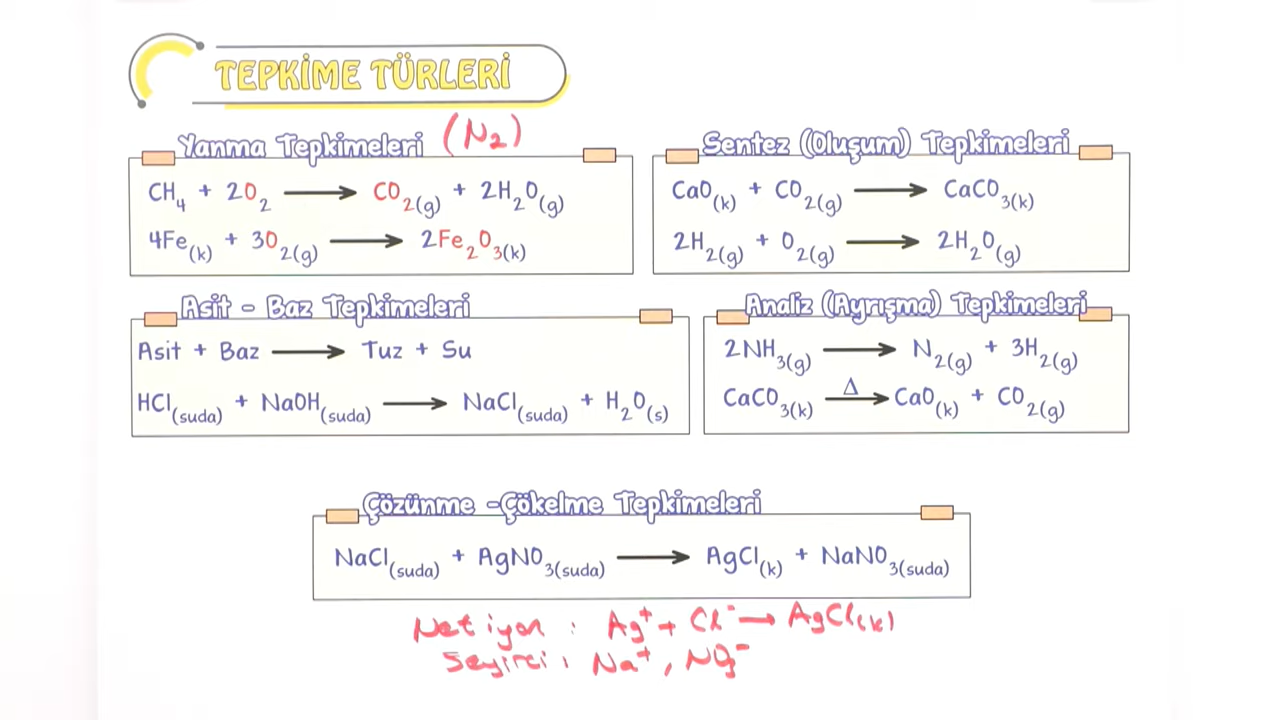 TEPKİME TÜRLERİ
Yanma Tepkimeleri (N₂)
CH₄ + 2O₂ ⟶ CO₂(g) + 2H₂O(g)
4Fe(k) + 3O₂(g) ⟶ 2Fe₂O₃(k)
Sentez (Oluşum) Tepkimeleri
CaO(k) + CO₂(g) ⟶ CaCO₃(k)
2H₂(g) + O₂(g) ⟶ 2H₂O(g)
Asit - Baz Tepkimeleri
Asit + Baz ⟶ Tuz + Su
HCl(suda) + NaOH(suda) ⟶ NaCl(suda) + H₂O(s)
Analiz (Ayrışma) Tepkimeleri
2NH₃(g) ⟶ N₂(g) + 3H₂(g)
CaCO₃(k) Δ⟶ CaO(k) + CO₂(g)
Çözünme -Çökelme Tepkimeleri
NaCl(suda) + AgNO₃(suda) ⟶ AgCl(k) + NaNO₃(suda)
Net iyon : Ag⁺ + Cl⁻ → AgCl(k)
Seyirci : Na⁺, NO₃⁻